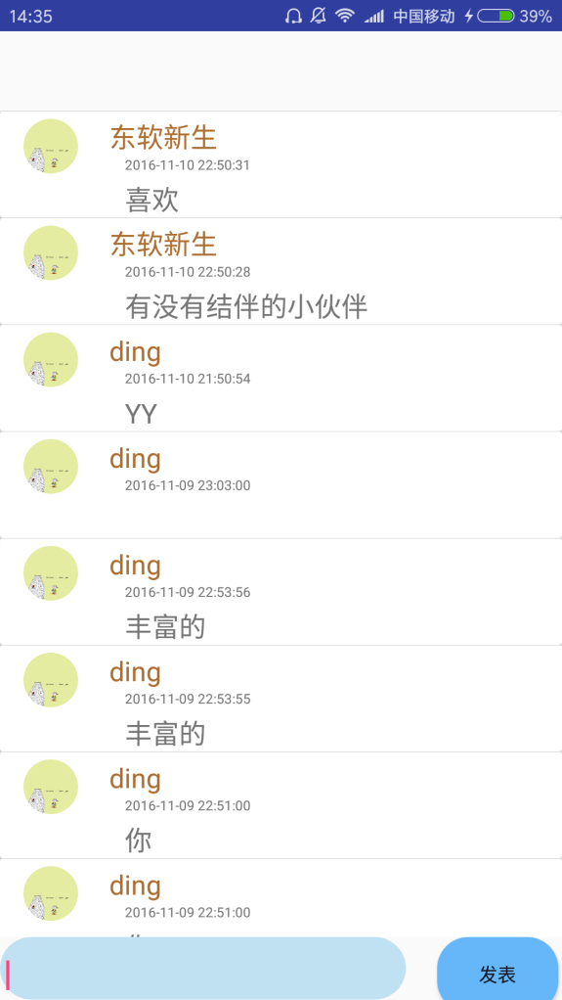 14:35 中国移动 39%
东软新生
2016-11-10 22:50:31
喜欢
东软新生
2016-11-10 22:50:28
有没有结伴的小伙伴
ding
2016-11-10 21:50:54
YY
ding
2016-11-09 23:03:00
ding
2016-11-09 22:53:56
丰富的
ding
2016-11-09 22:53:55
丰富的
ding
2016-11-09 22:51:00
你
ding
2016-11-09 22:51:00
发表